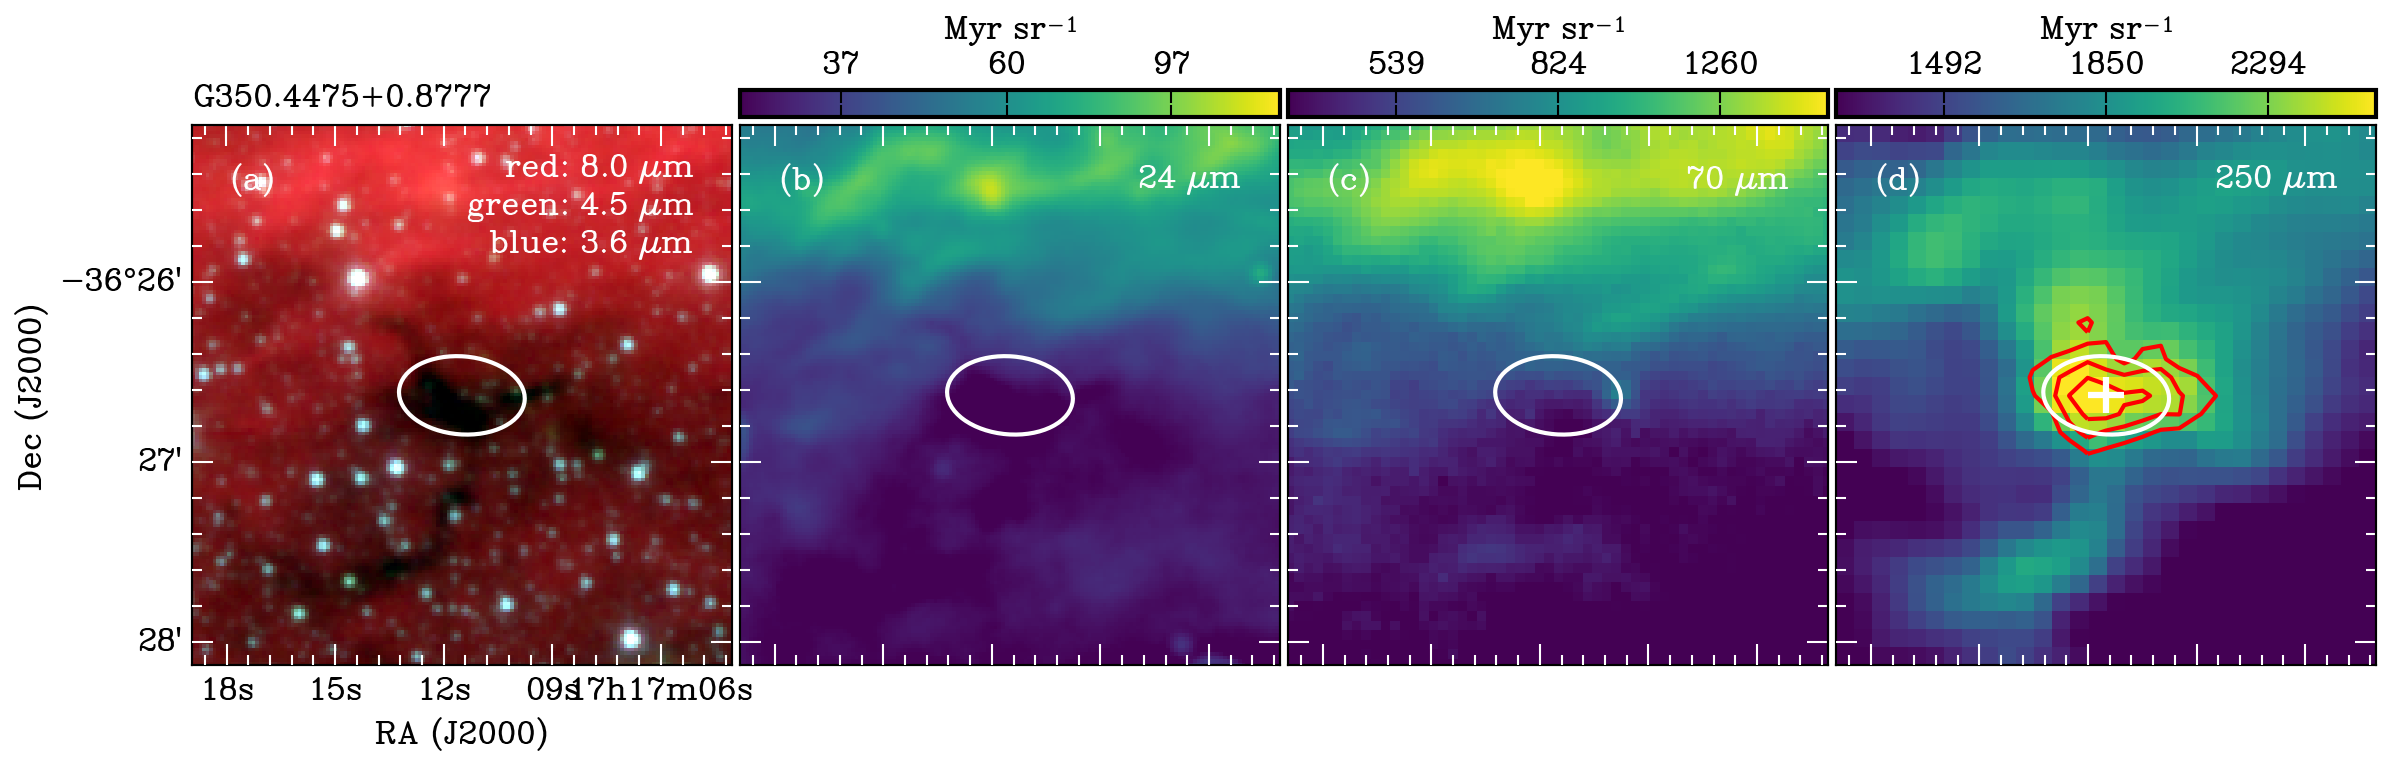 G350.4475+0.8777
Myr sr⁻¹
37 60 97
Myr sr⁻¹
539 824 1260
Myr sr⁻¹
1492 1850 2294
(a)
red: 8.0 μm
green: 4.5 μm
blue: 3.6 μm
(b)
24 μm
(c)
70 μm
(d)
250 μm
Dec (J2000)
−36°26'
27'
28'
18s 15s 12s 09s 17h17m06s
RA (J2000)